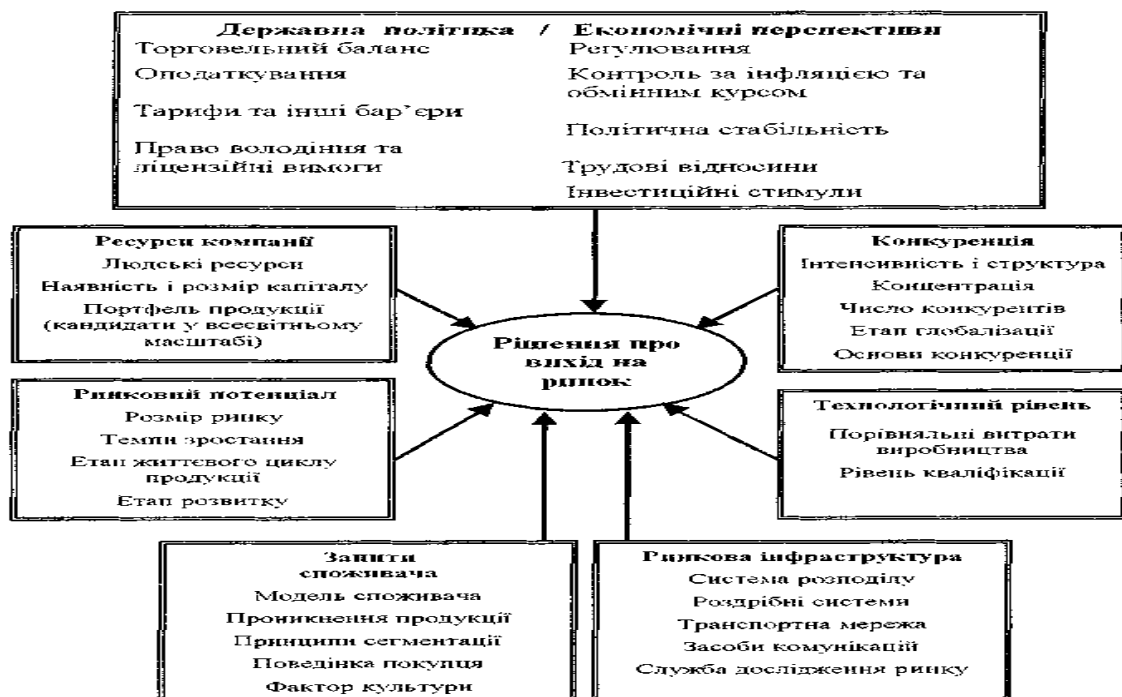 Державна політика / Економічні перспективи
Торговельний баланс
Оподаткування
Тарифи та інші бар’єри
Право володіння та
ліцензійні вимоги
Регулювання
Контроль за інфляцією та
обмінним курсом
Політична стабільність
Трудові відносини
Інвестиційні стимули
Ресурси компанії
Людські ресурси
Наявність і розмір капіталу
Портфель продукції
(кандидати у всесвітньому
масштабі)
Конкуренція
Інтенсивність і структура
Концентрація
Число конкурентів
Етап глобалізації
Основи конкуренції
Рішення про
вихід на
ринок
Ринковий потенціал
Розмір ринку
Темпи зростання
Етап життєвого циклу
продукції
Етап розвитку
Технологічний рівень
Порівняльні витрати
виробництва
Рівень кваліфікації
Запити
споживача
Модель споживача
Проникнення продукції
Принципи сегментації
Поведінка покупця
Фактор культури
Ринкова інфраструктура
Система розподілу
Роздрібні системи
Транспортна мережа
Засоби комунікацій
Служба дослідження ринку